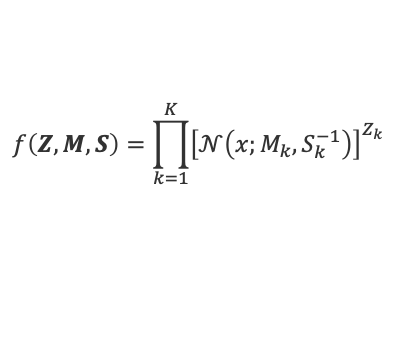 f(Z, M, S) = ∏_{k=1}^{K} [𝒩(x; M_k, S_k^{-1})]^{Z_k}